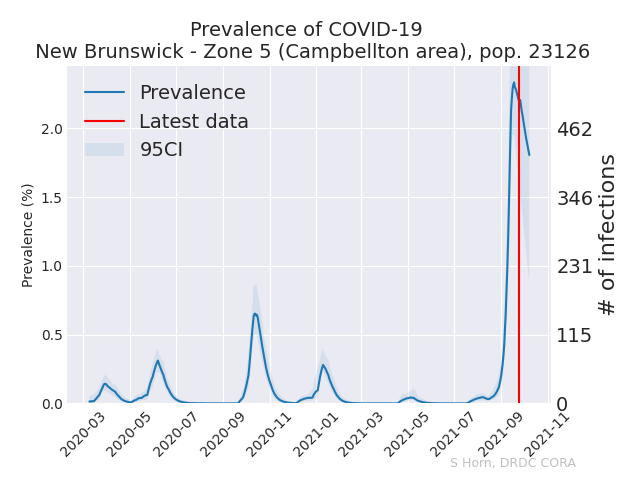 Prevalence of COVID-19
New Brunswick - Zone 5 (Campbellton area), pop. 23126
Prevalence
Latest data
95CI
Prevalence (%)
2.0
1.5
1.0
0.5
0.0
462
346
231
115
0
# of infections
2020-03
2020-05
2020-07
2020-09
2020-11
2021-01
2021-03
2021-05
2021-07
2021-09
2021-11
S Horn, DRDC CORA